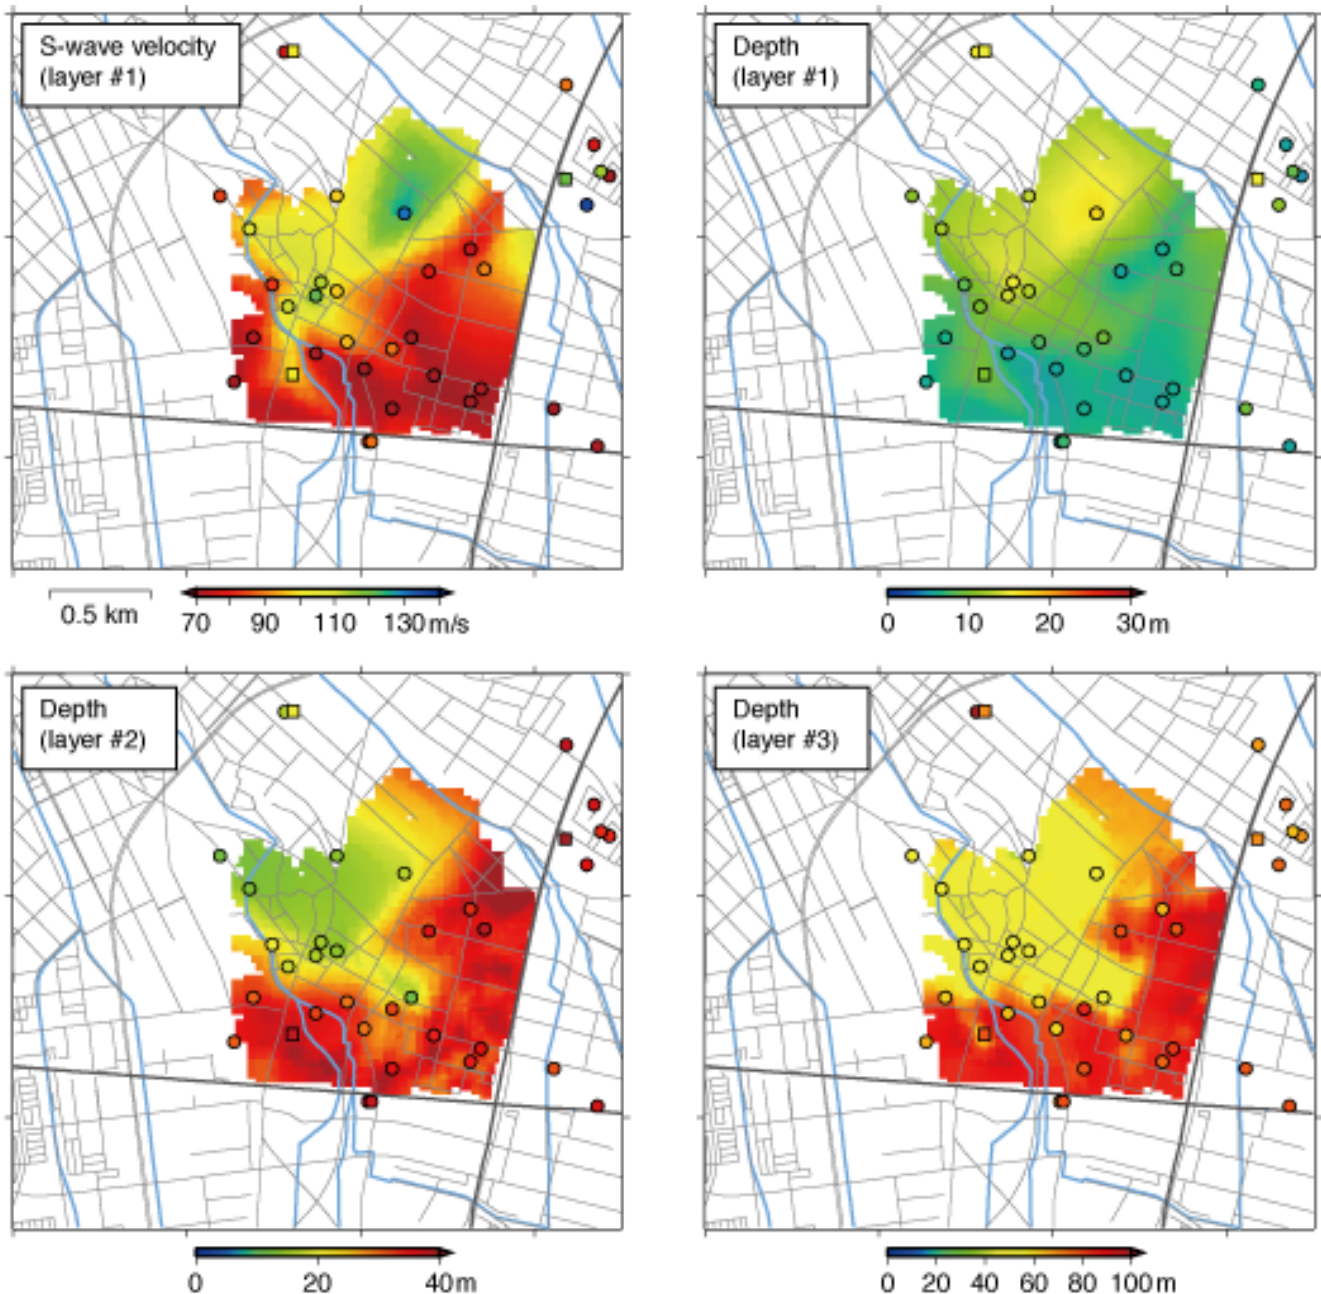 S-wave velocity
(layer #1)
Depth
(layer #1)
0.5 km
70 90 110 130 m/s
0 10 20 30 m
Depth
(layer #2)
Depth
(layer #3)
0 20 40 m
0 20 40 60 80 100 m